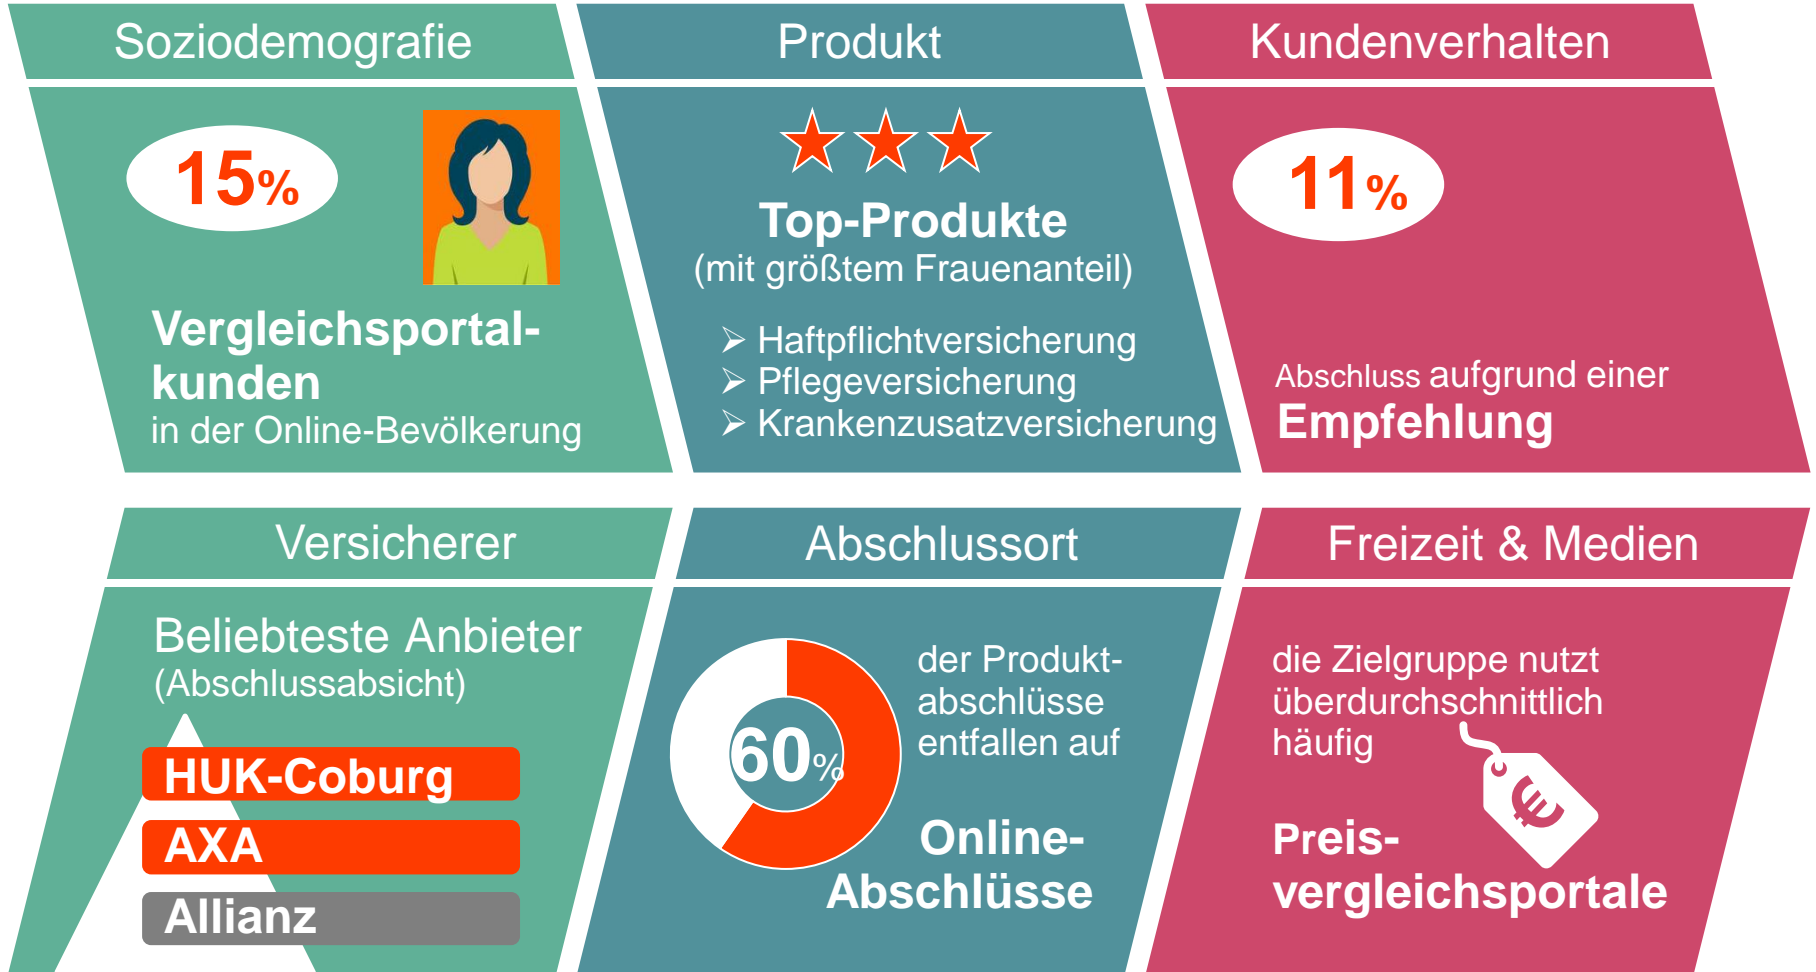 Soziodemografie
15%
Vergleichsportal-
kunden
in der Online-Bevölkerung
Produkt
Top-Produkte
(mit größtem Frauenanteil)
Haftpflichtversicherung
Pflegeversicherung
Krankenzusatzversicherung
Kundenverhalten
11%
Abschluss aufgrund einer
Empfehlung
Versicherer
Beliebteste Anbieter
(Abschlussabsicht)
HUK-Coburg
AXA
Allianz
Abschlussort
60%
der Produkt-
abschlüsse
entfallen auf
Online-
Abschlüsse
Freizeit & Medien
die Zielgruppe nutzt
überdurchschnittlich
häufig
€
Preis-
vergleichsportale